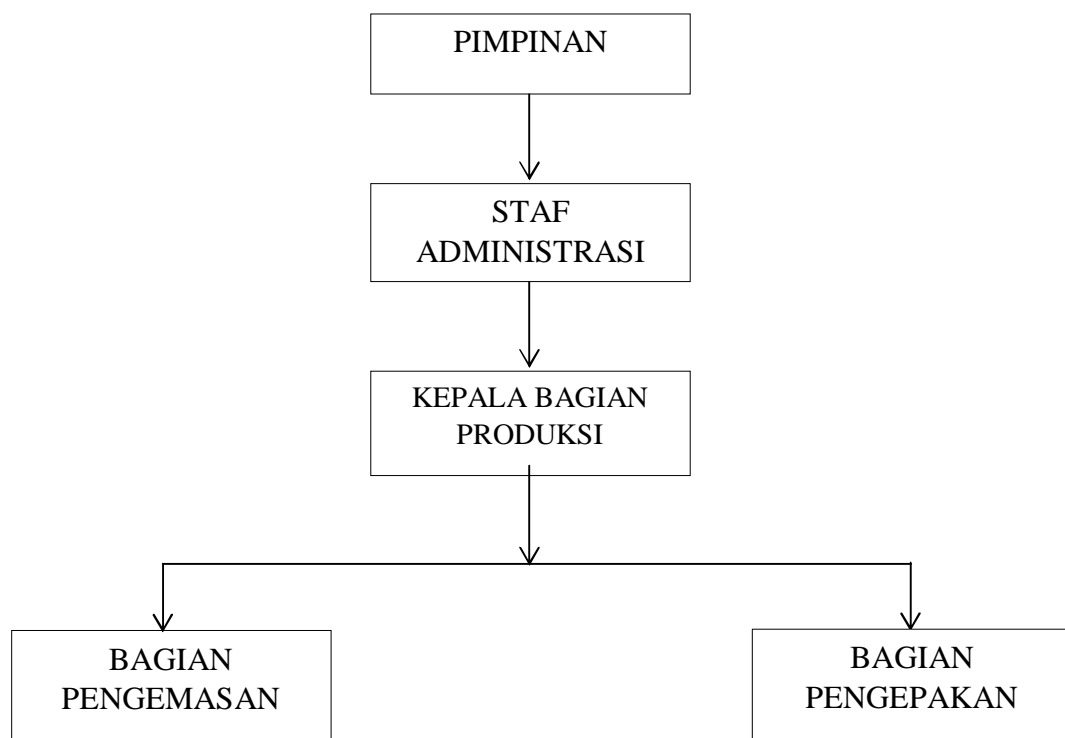 PIMPINAN
STAF
ADMINISTRASI
KEPALA BAGIAN
PRODUKSI
BAGIAN
PENGEMASAN
BAGIAN
PENGEPAKAN